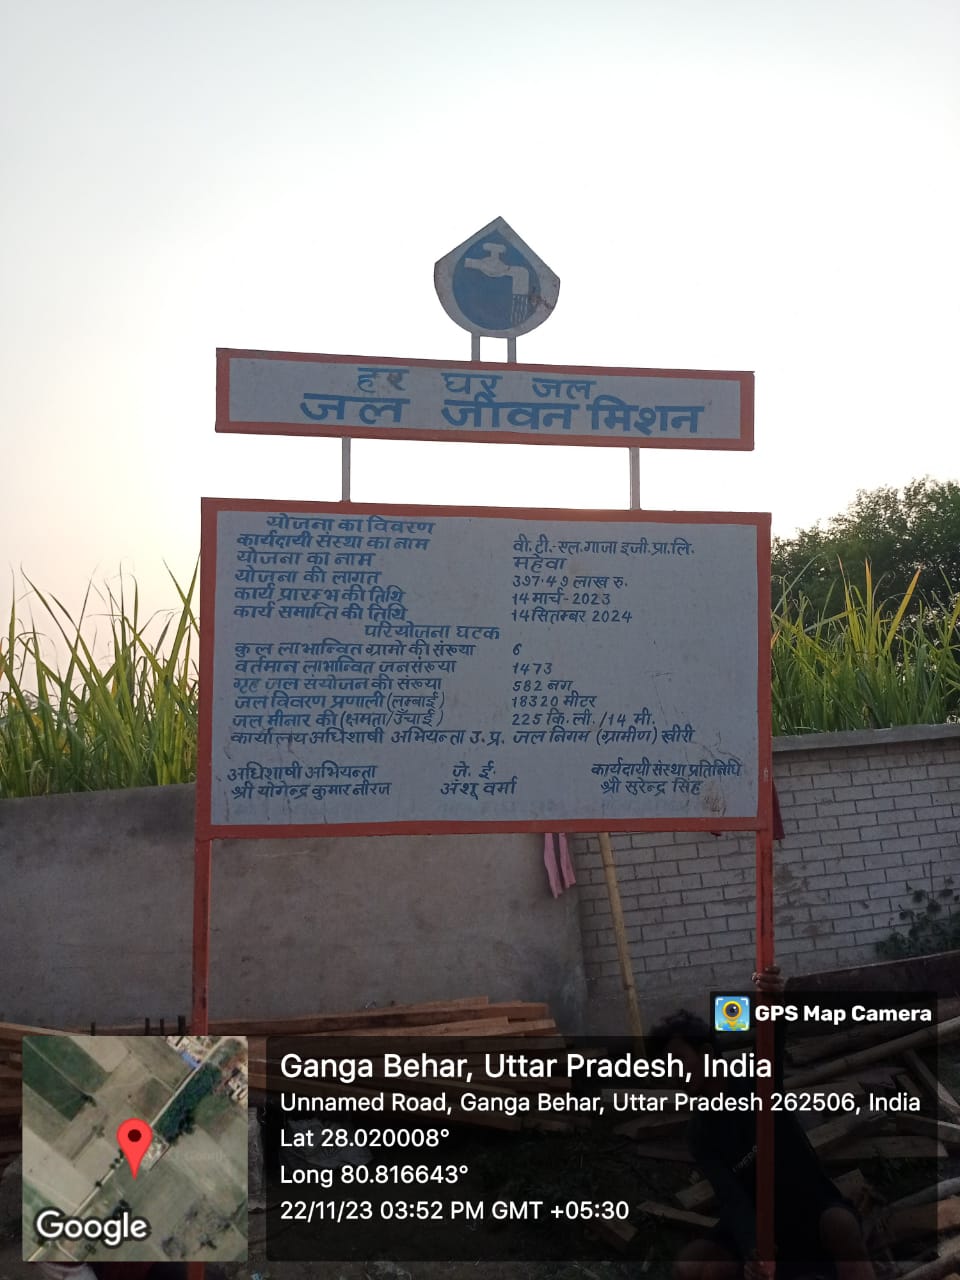 हर घर जल
जल जीवन मिशन
योजना का विवरण
कार्यदायी संस्था का नाम वी.टी.-एल.गाजा इजी.प्रा.लि.
योजना का नाम महेवा
योजना की लागत 397.49 लाख रु.
कार्य प्रारम्भ की तिथि 14 मार्च-2023
कार्य समाप्ति की तिथि 14 सितम्बर 2024
परियोजना घटक
कुल लाभान्वित ग्रामो की संख्या 6
वर्तमान लाभान्वित जनसंख्या 1473
गृह जल संयोजन की संख्या 582 नग
जल विवरण प्रणाली (लम्बाई) 18320 मीटर
जल मीनार की (क्षमता/ऊँचाई) 225 कि.ली./14 मी.
कार्यालय अधिशाषी अभियन्ता उ.प्र. जल निगम (ग्रामीण) खीरी
अधिशाषी अभियन्ता जे. ई. कार्यदायी संस्था प्रतिनिधि
श्री योगेन्द्र कुमार नीरज अंशू वर्मा श्री सुरेन्द्र सिंह
GPS Map Camera
Ganga Behar, Uttar Pradesh, India
Unnamed Road, Ganga Behar, Uttar Pradesh 262506, India
Lat 28.020008°
Long 80.816643°
22/11/23 03:52 PM GMT +05:30
Google